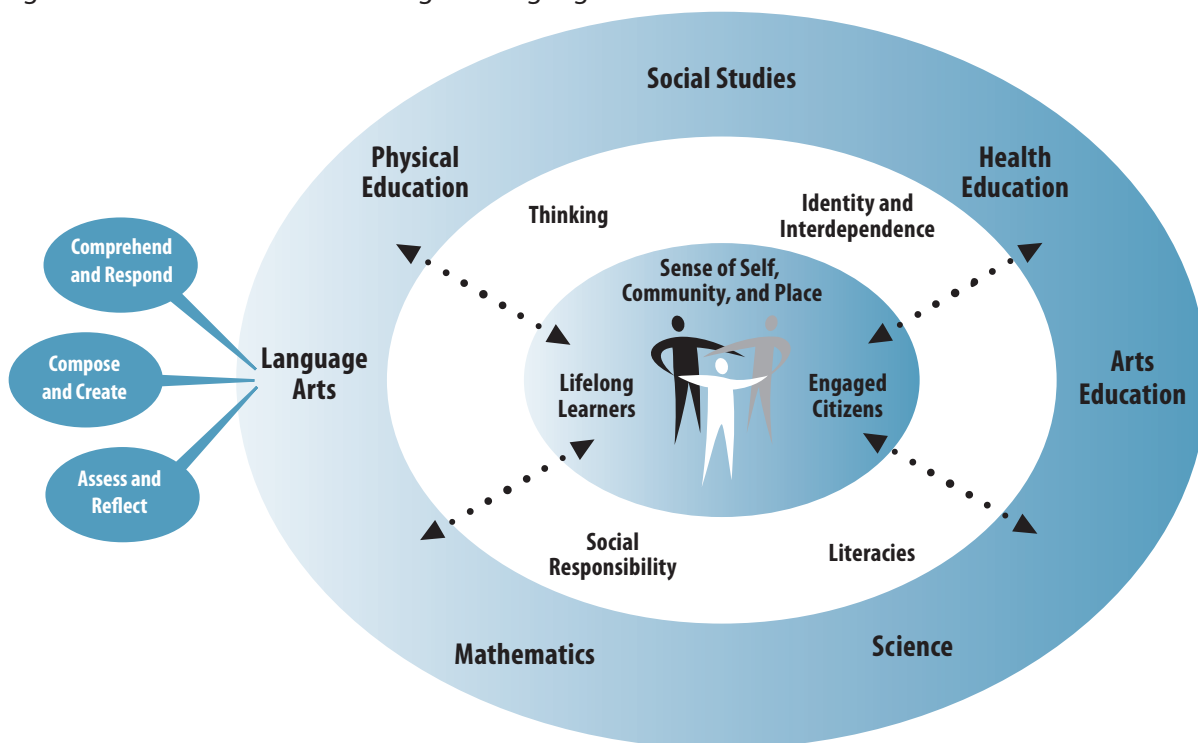 Social Studies
Physical
Education
Health
Education
Thinking
Identity and
Interdependence
Comprehend
and Respond
Sense of Self,
Community, and Place
Language
Arts
Compose
and Create
Lifelong
Learners
Engaged
Citizens
Arts
Education
Assess and
Reflect
Social
Responsibility
Literacies
Mathematics
Science